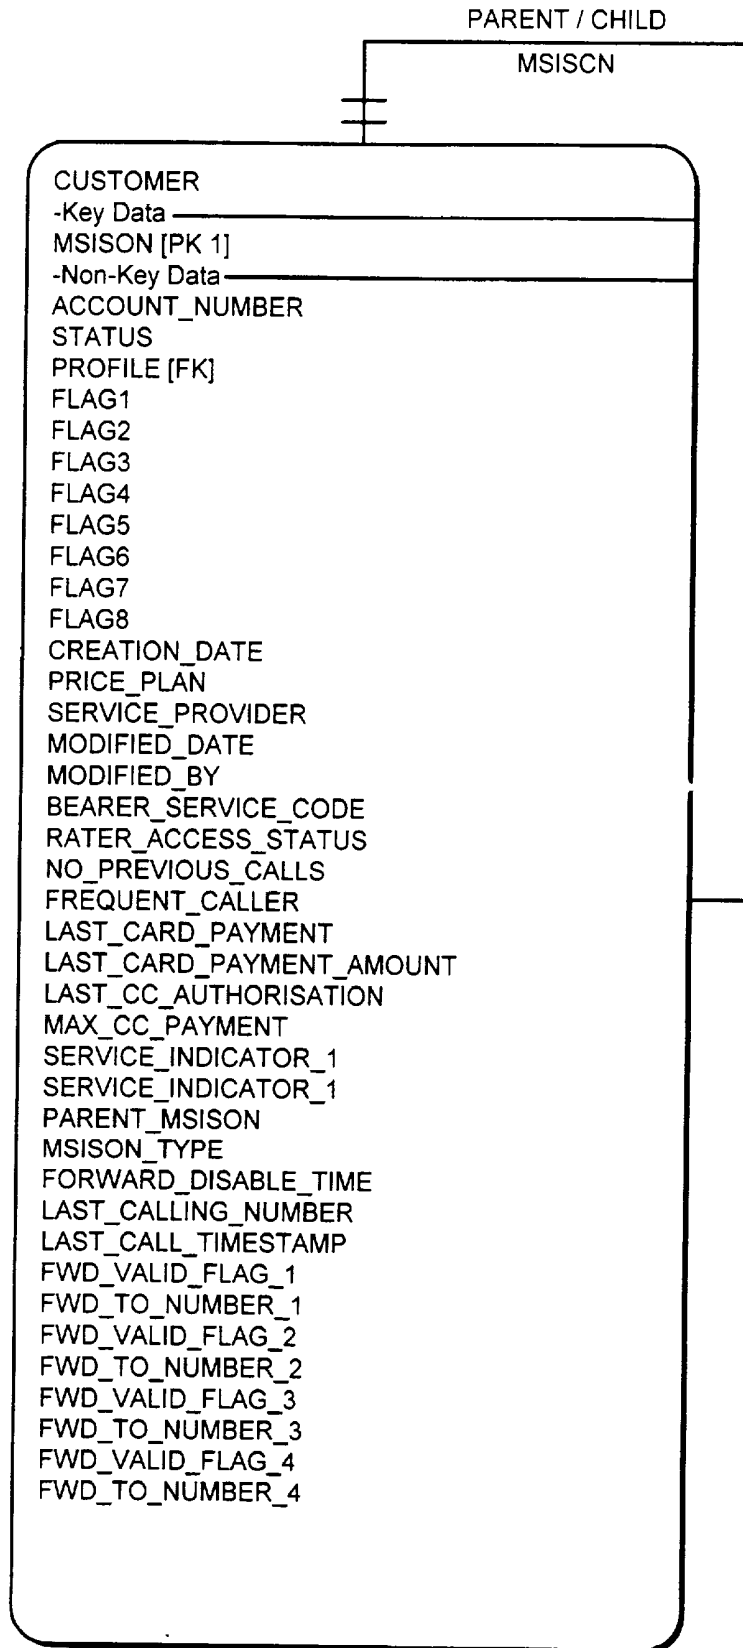 PARENT / CHILD
MSISCN
CUSTOMER
-Key Data
MSISON [PK 1]
-Non-Key Data
ACCOUNT_NUMBER
STATUS
PROFILE [FK]
FLAG1
FLAG2
FLAG3
FLAG4
FLAG5
FLAG6
FLAG7
FLAG8
CREATION_DATE
PRICE_PLAN
SERVICE_PROVIDER
MODIFIED_DATE
MODIFIED_BY
BEARER_SERVICE_CODE
RATER_ACCESS_STATUS
NO_PREVIOUS_CALLS
FREQUENT_CALLER
LAST_CARD_PAYMENT
LAST_CARD_PAYMENT_AMOUNT
LAST_CC_AUTHORISATION
MAX_CC_PAYMENT
SERVICE_INDICATOR_1
SERVICE_INDICATOR_1
PARENT_MSISON
MSISON_TYPE
FORWARD_DISABLE_TIME
LAST_CALLING_NUMBER
LAST_CALL_TIMESTAMP
FWD_VALID_FLAG_1
FWD_TO_NUMBER_1
FWD_VALID_FLAG_2
FWD_TO_NUMBER_2
FWD_VALID_FLAG_3
FWD_TO_NUMBER_3
FWD_VALID_FLAG_4
FWD_TO_NUMBER_4